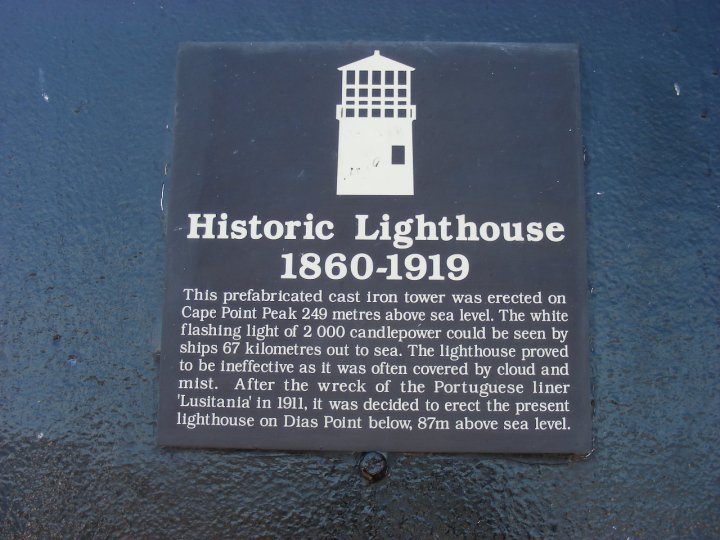 Historic Lighthouse
1860-1919
This prefabricated cast iron tower was erected on
Cape Point Peak 249 metres above sea level. The white
flashing light of 2 000 candlepower could be seen by
ships 67 kilometres out to sea. The lighthouse proved
to be ineffective as it was often covered by cloud and
mist. After the wreck of the Portuguese liner
'Lusitania' in 1911, it was decided to erect the present
lighthouse on Dias Point below, 87m above sea level.